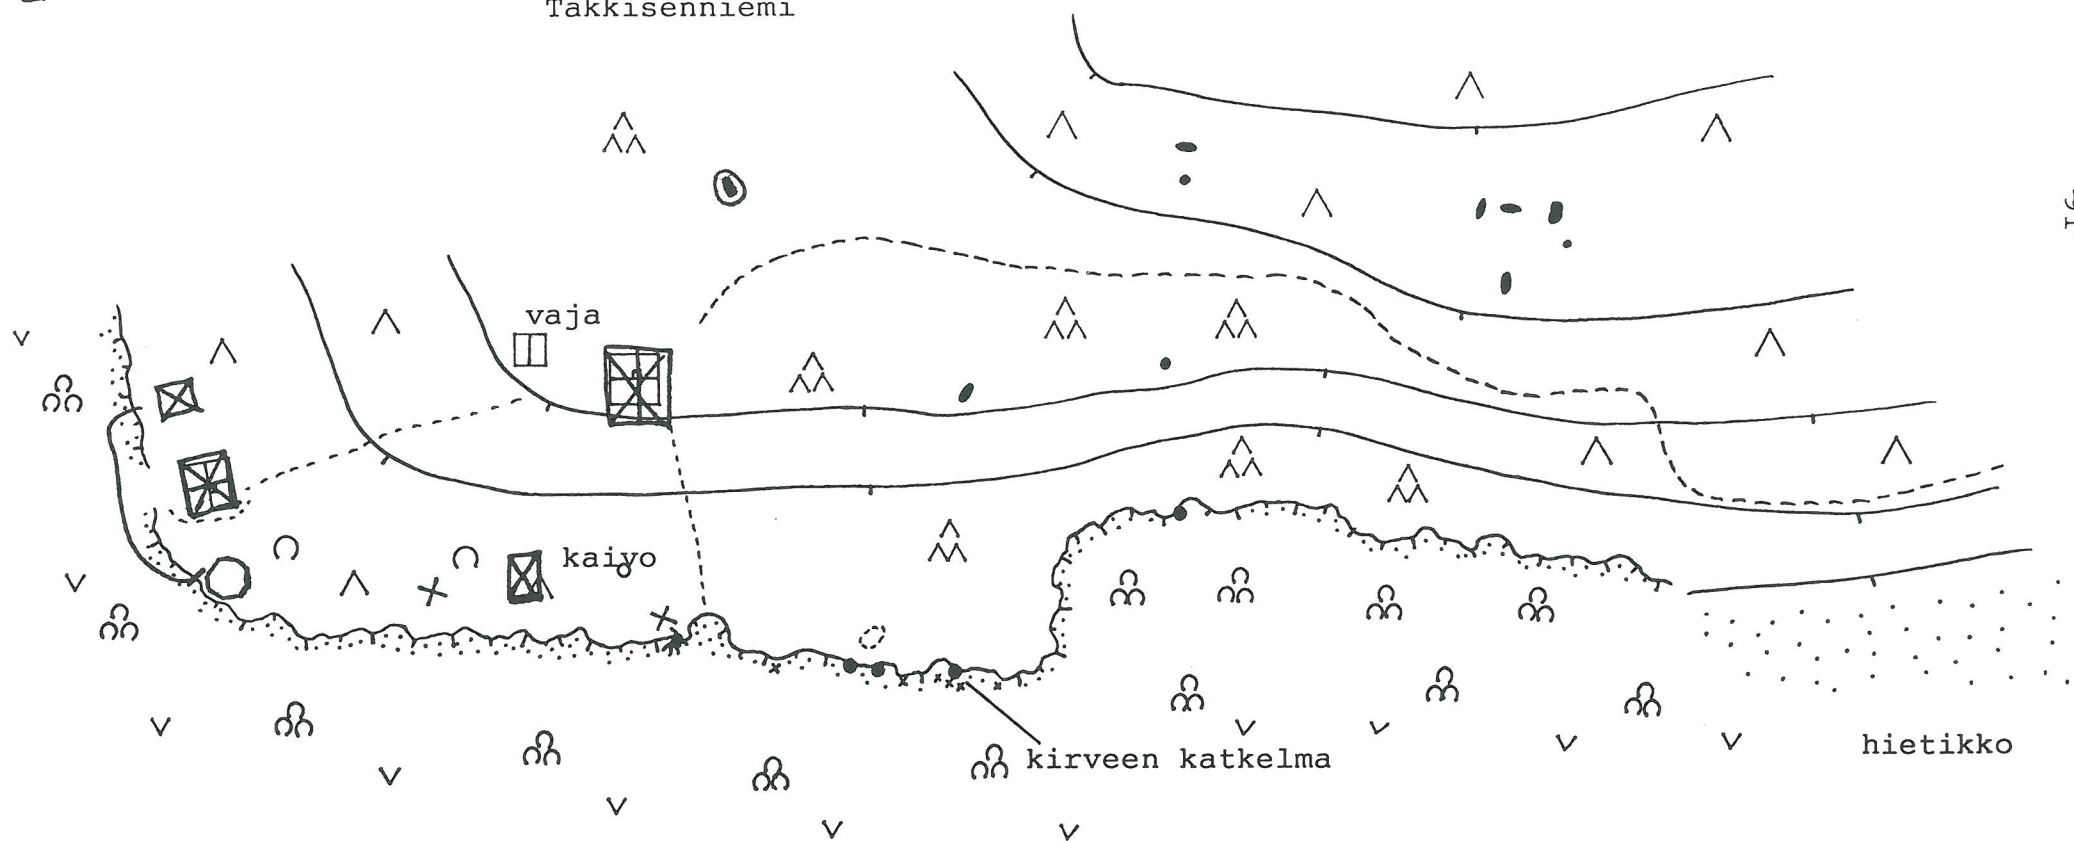 Takkisenniemi
vaja
kaivo
kirveen katkelma
hietikko